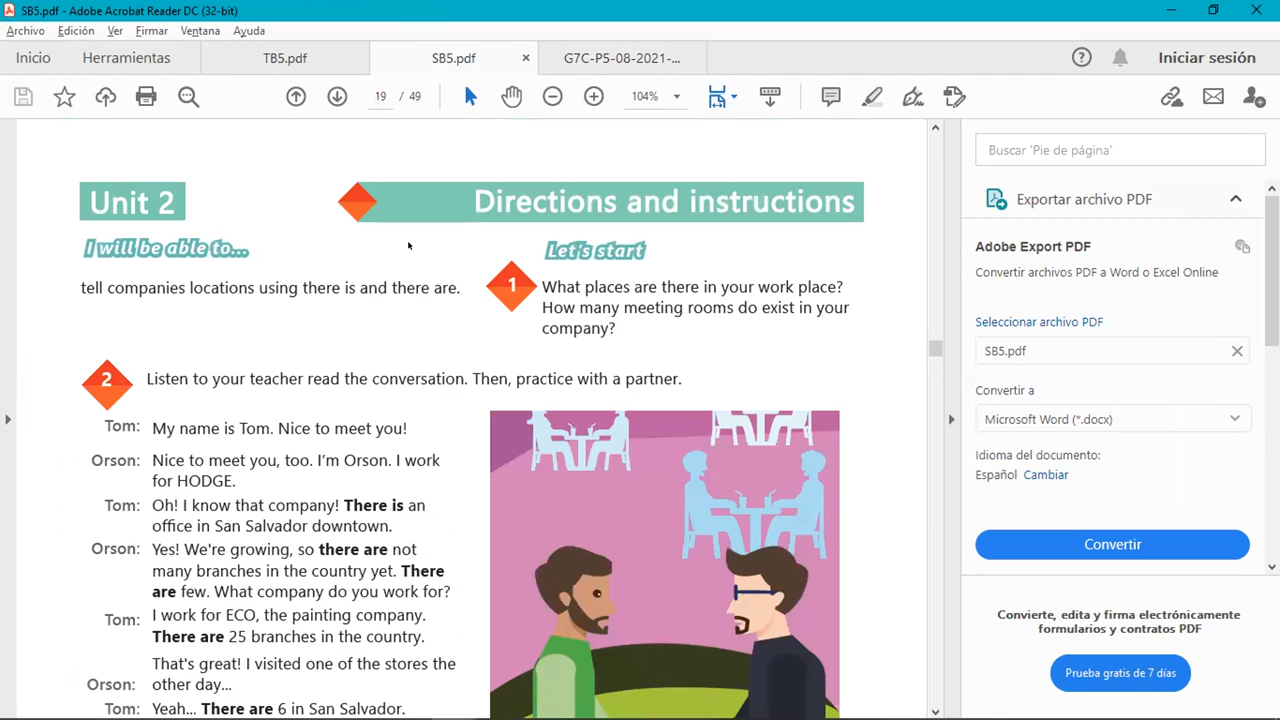 SB5.pdf - Adobe Acrobat Reader DC (32-bit)
Archivo Edición Ver Firmar Ventana Ayuda
Inicio Herramientas TB5.pdf SB5.pdf G7C-P5-08-2021-... Iniciar sesión
19 / 49 104%
Buscar 'Pie de página'
Exportar archivo PDF
Adobe Export PDF
Convertir archivos PDF a Word o Excel Online
Seleccionar archivo PDF
SB5.pdf
Convertir a
Microsoft Word (*.docx)
Idioma del documento:
Español Cambiar
Convertir
Convierte, edita y firma electrónicamente
formularios y contratos PDF
Prueba gratis de 7 días
Unit 2 Directions and instructions
I will be able to...
tell companies locations using there is and there are.
Let's start
1 What places are there in your work place?
How many meeting rooms do exist in your
company?
2 Listen to your teacher read the conversation. Then, practice with a partner.
Tom: My name is Tom. Nice to meet you!
Orson: Nice to meet you, too. I'm Orson. I work
for HODGE.
Tom: Oh! I know that company! There is an
office in San Salvador downtown.
Orson: Yes! We're growing, so there are not
many branches in the country yet. There
are few. What company do you work for?
Tom: I work for ECO, the painting company.
There are 25 branches in the country.
That's great! I visited one of the stores the
Orson: other day...
Tom: Yeah... There are 6 in San Salvador.